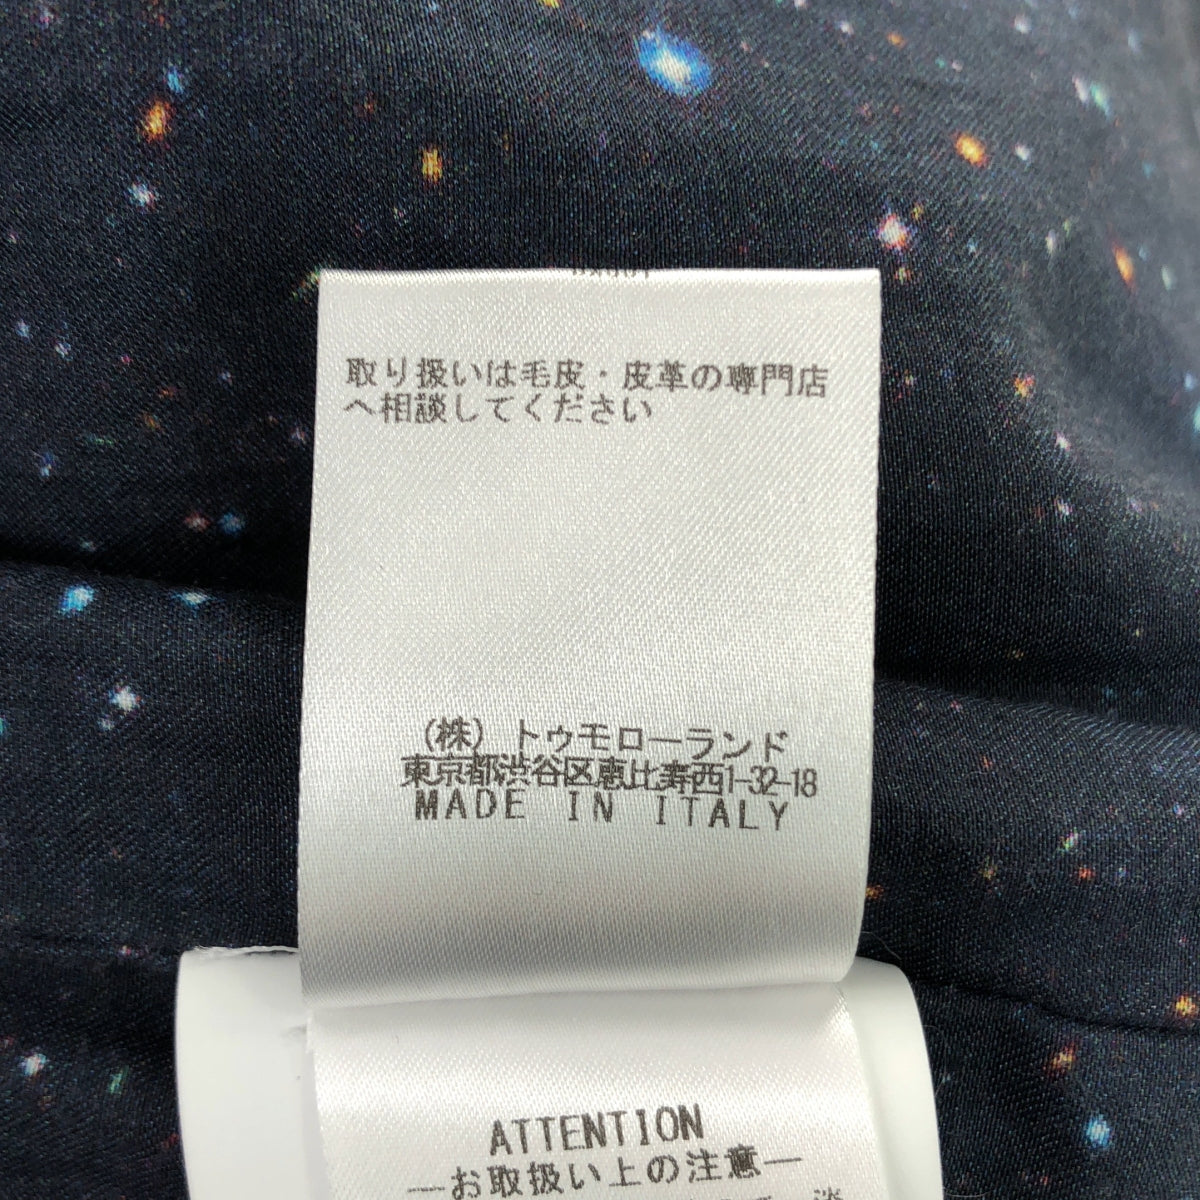 取り扱いは毛皮・皮革の専門店
へ相談してください
(株) トゥモローランド
東京都渋谷区恵比寿西1-32-18
MADE IN ITALY
ATTENTION
—お取扱い上の注意—